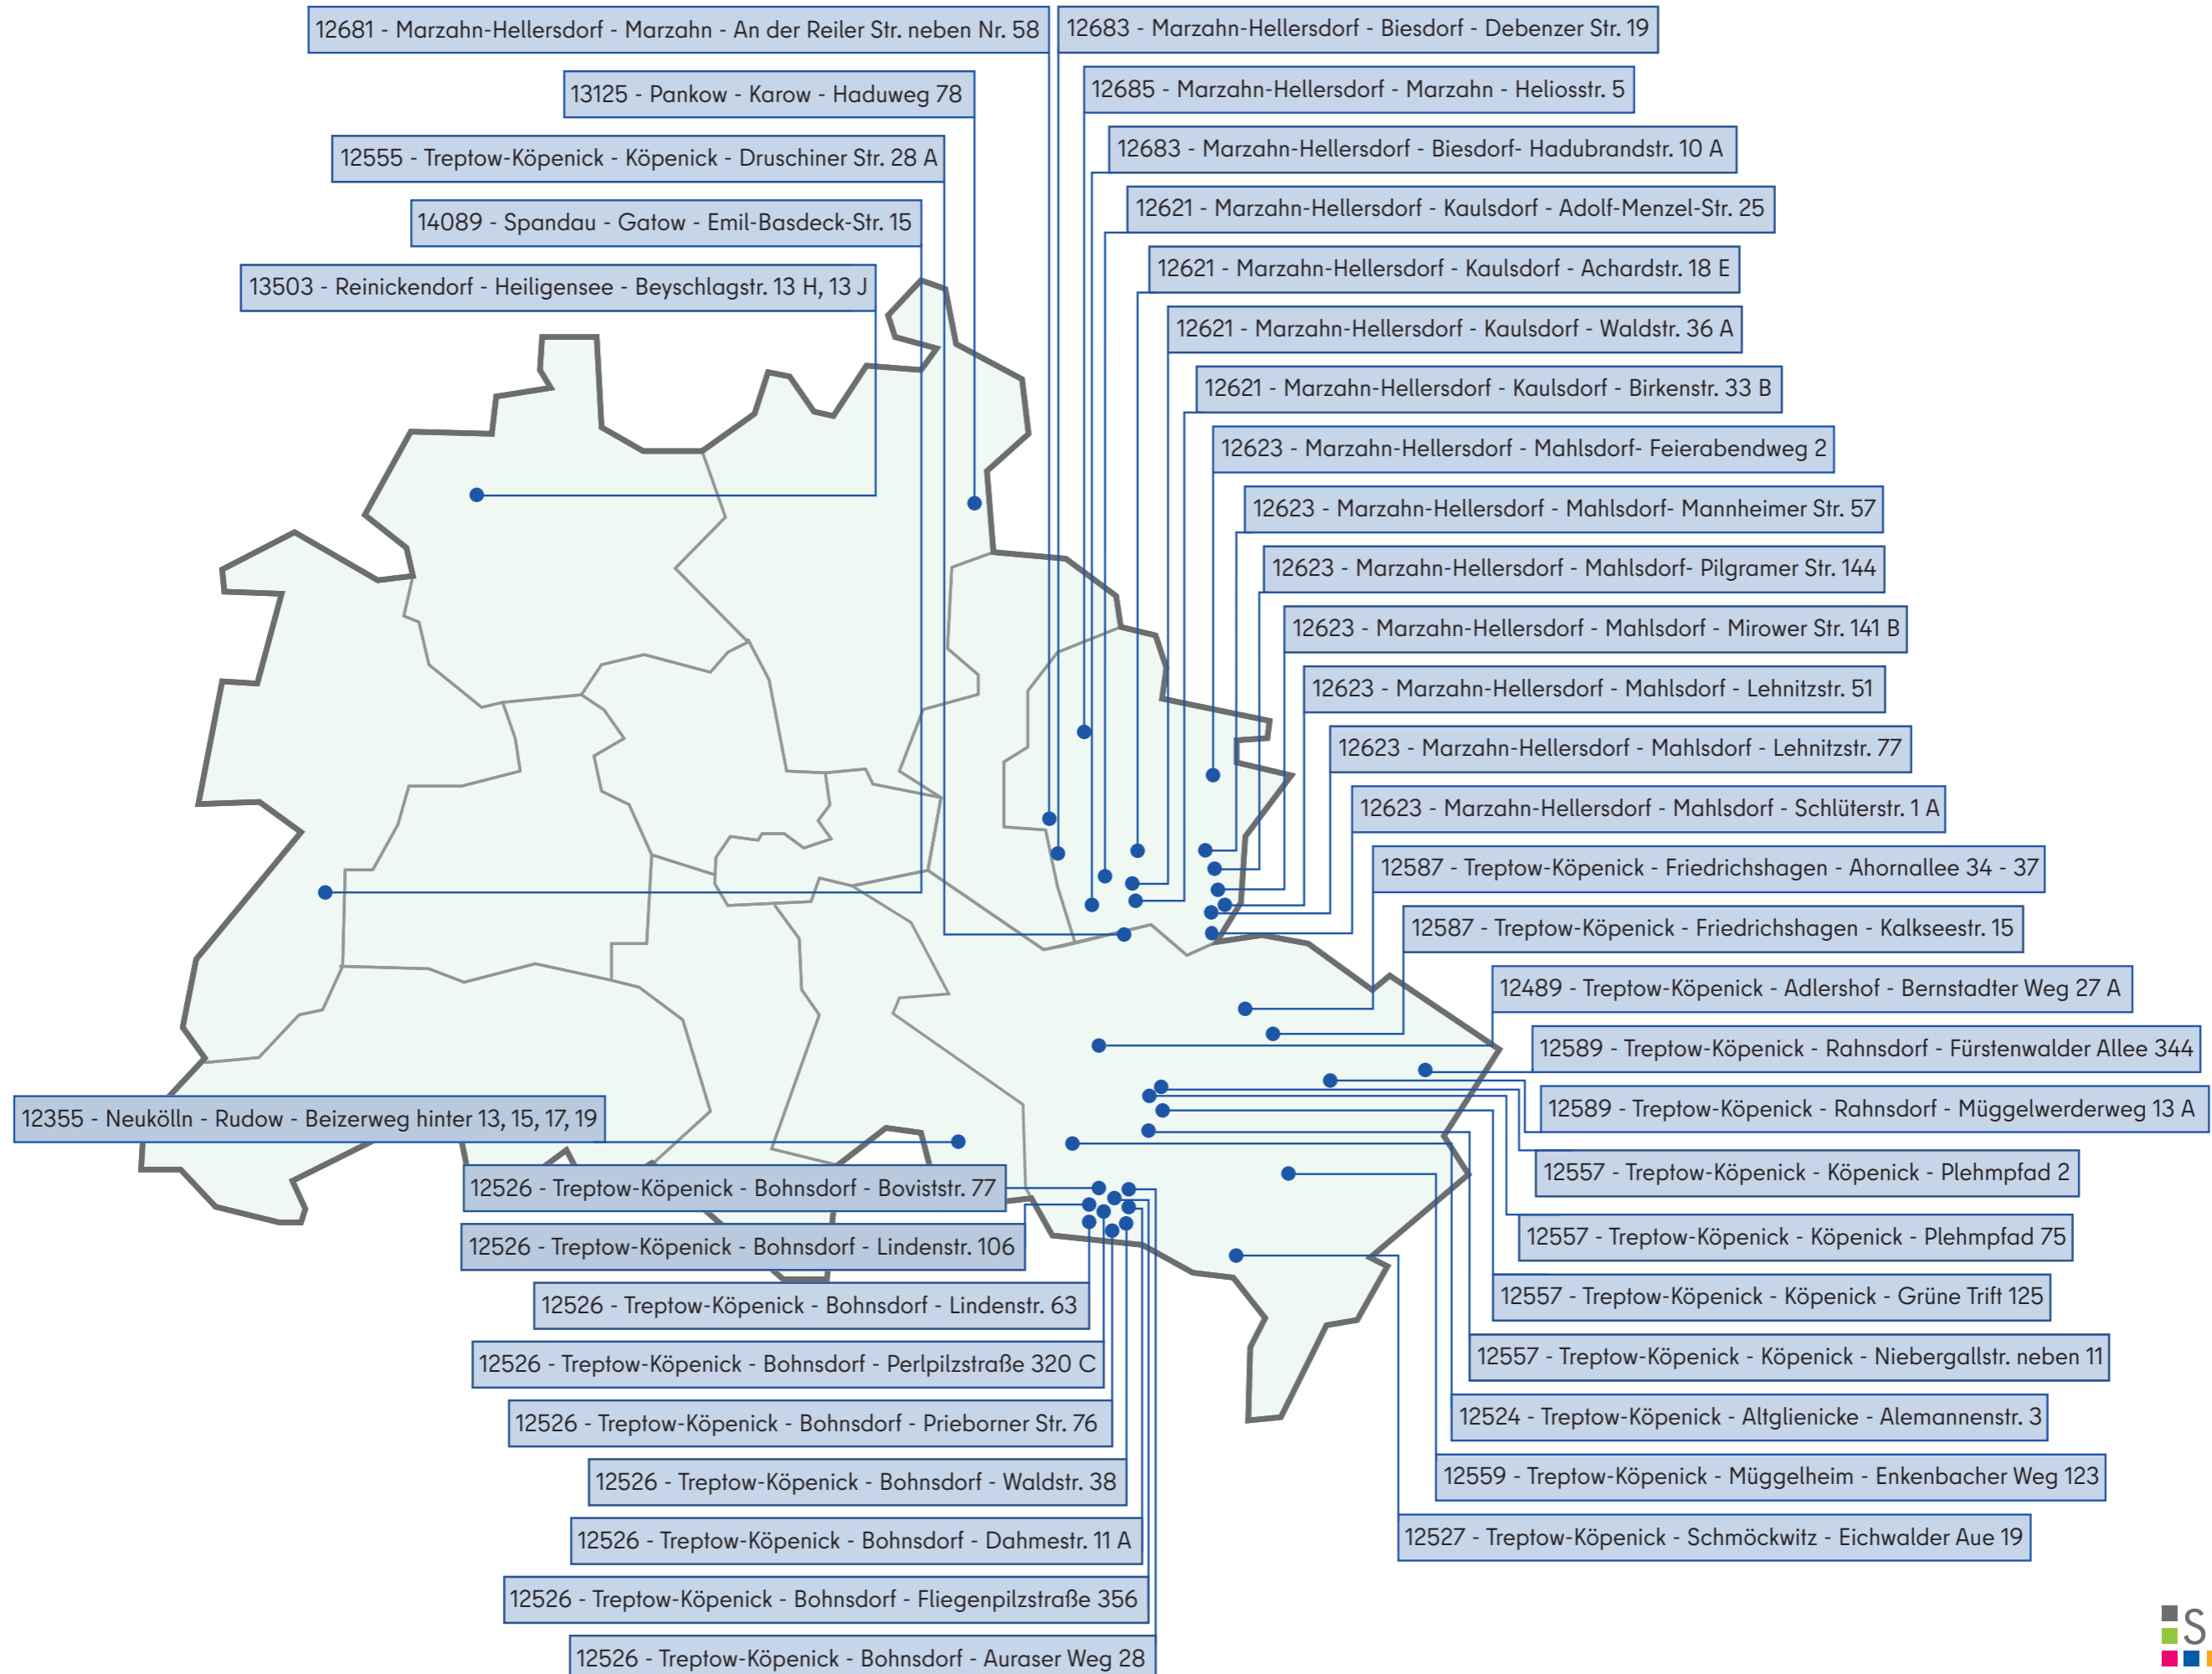 12681 - Marzahn-Hellersdorf - Marzahn - An der Reiler Str. neben Nr. 58
13125 - Pankow - Karow - Haduweg 78
12555 - Treptow-Köpenick - Köpenick - Druschiner Str. 28 A
14089 - Spandau - Gatow - Emil-Basdeck-Str. 15
13503 - Reinickendorf - Heiligensee - Beyschlagstr. 13 H, 13 J
12683 - Marzahn-Hellersdorf - Biesdorf - Debenzer Str. 19
12685 - Marzahn-Hellersdorf - Marzahn - Heliosstr. 5
12683 - Marzahn-Hellersdorf - Biesdorf- Hadubrandstr. 10 A
12621 - Marzahn-Hellersdorf - Kaulsdorf - Adolf-Menzel-Str. 25
12621 - Marzahn-Hellersdorf - Kaulsdorf - Achardstr. 18 E
12621 - Marzahn-Hellersdorf - Kaulsdorf - Waldstr. 36 A
12621 - Marzahn-Hellersdorf - Kaulsdorf - Birkenstr. 33 B
12623 - Marzahn-Hellersdorf - Mahlsdorf- Feierabendweg 2
12623 - Marzahn-Hellersdorf - Mahlsdorf- Mannheimer Str. 57
12623 - Marzahn-Hellersdorf - Mahlsdorf- Pilgramer Str. 144
12623 - Marzahn-Hellersdorf - Mahlsdorf - Mirower Str. 141 B
12623 - Marzahn-Hellersdorf - Mahlsdorf - Lehnitzstr. 51
12623 - Marzahn-Hellersdorf - Mahlsdorf - Lehnitzstr. 77
12623 - Marzahn-Hellersdorf - Mahlsdorf - Schlüterstr. 1 A
12587 - Treptow-Köpenick - Friedrichshagen - Ahornallee 34 - 37
12587 - Treptow-Köpenick - Friedrichshagen - Kalkseestr. 15
12489 - Treptow-Köpenick - Adlershof - Bernstadter Weg 27 A
12589 - Treptow-Köpenick - Rahnsdorf - Fürstenwalder Allee 344
12589 - Treptow-Köpenick - Rahnsdorf - Müggelwerderweg 13 A
12557 - Treptow-Köpenick - Köpenick - Plehmpfad 2
12557 - Treptow-Köpenick - Köpenick - Plehmpfad 75
12557 - Treptow-Köpenick - Köpenick - Grüne Trift 125
12557 - Treptow-Köpenick - Köpenick - Niebergallstr. neben 11
12524 - Treptow-Köpenick - Altglienicke - Alemannenstr. 3
12559 - Treptow-Köpenick - Müggelheim - Enkenbacher Weg 123
12527 - Treptow-Köpenick - Schmöckwitz - Eichwalder Aue 19
12355 - Neukölln - Rudow - Beizerweg hinter 13, 15, 17, 19
12526 - Treptow-Köpenick - Bohnsdorf - Boviststr. 77
12526 - Treptow-Köpenick - Bohnsdorf - Lindenstr. 106
12526 - Treptow-Köpenick - Bohnsdorf - Lindenstr. 63
12526 - Treptow-Köpenick - Bohnsdorf - Perlpilzstraße 320 C
12526 - Treptow-Köpenick - Bohnsdorf - Prieborner Str. 76
12526 - Treptow-Köpenick - Bohnsdorf - Waldstr. 38
12526 - Treptow-Köpenick - Bohnsdorf - Dahmestr. 11 A
12526 - Treptow-Köpenick - Bohnsdorf - Fliegenpilzstraße 356
12526 - Treptow-Köpenick - Bohnsdorf - Auraser Weg 28
S